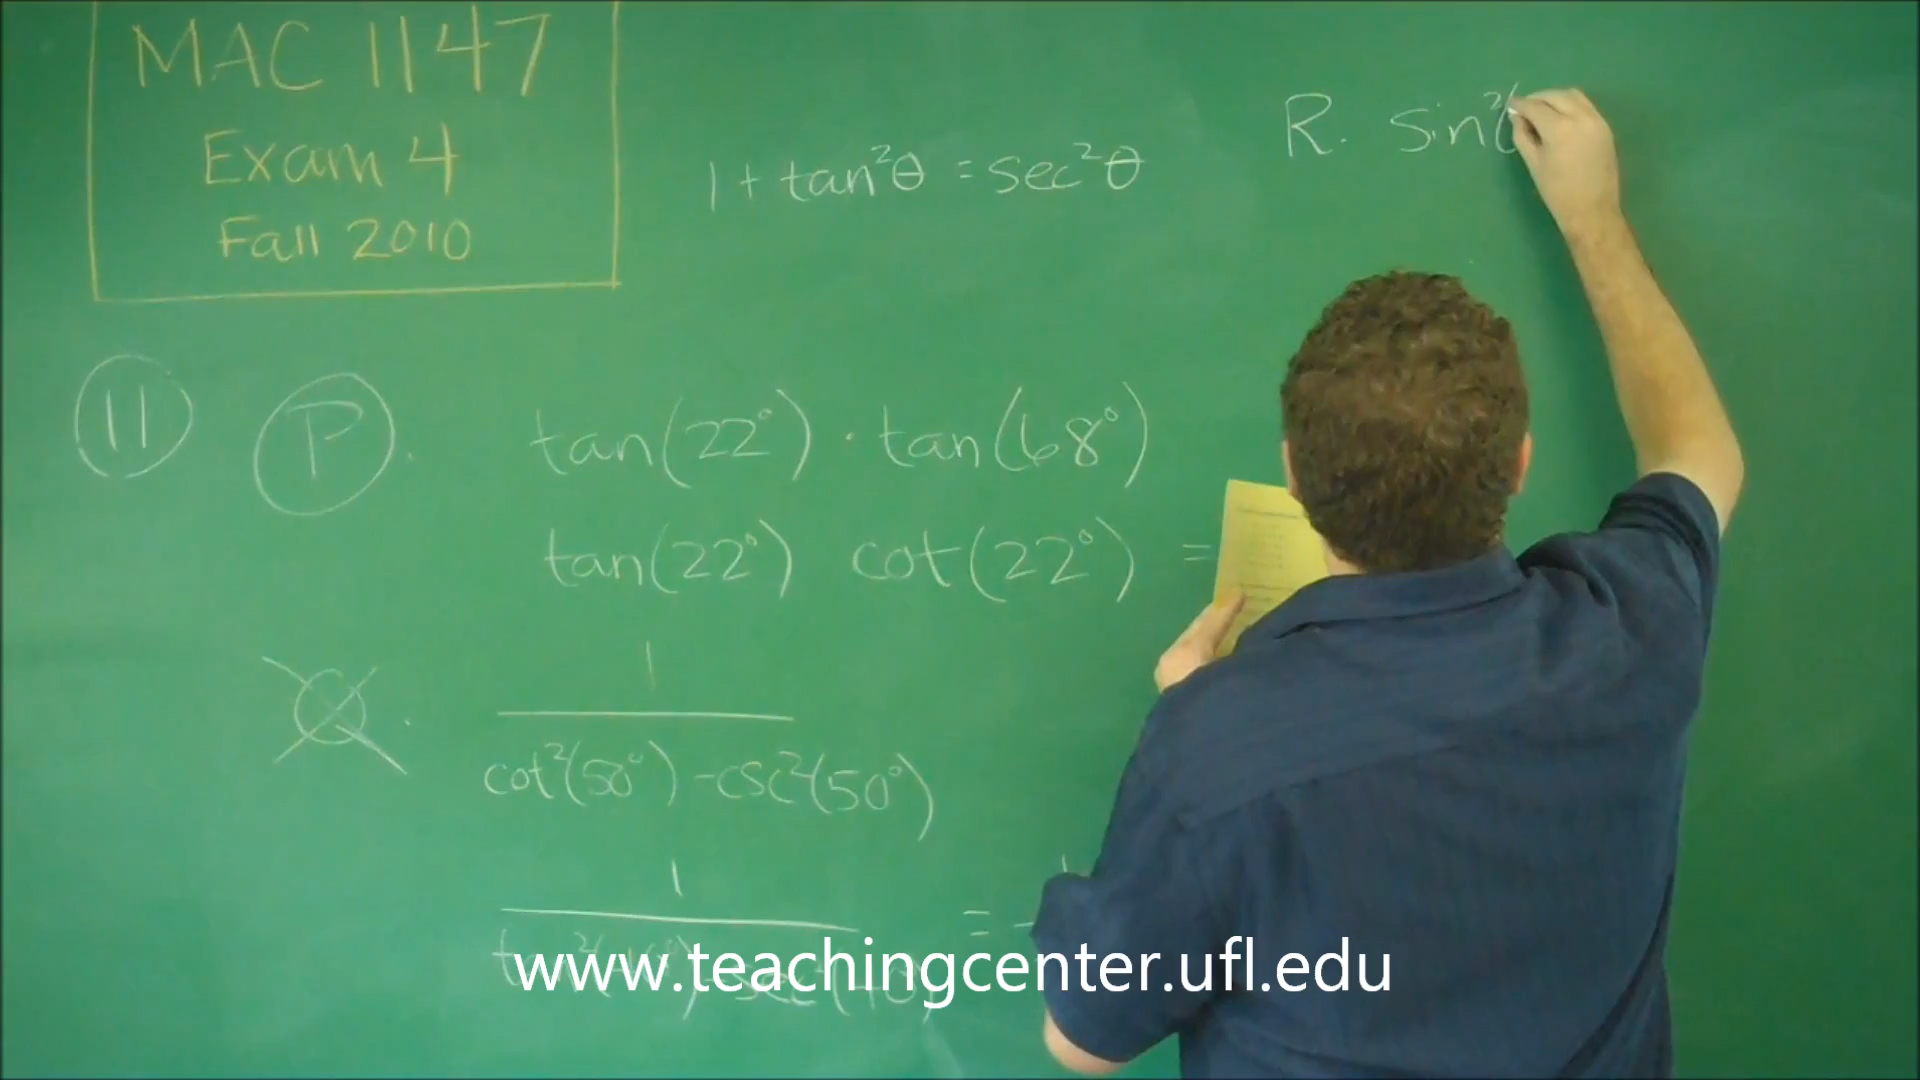 MAC 1147
Exam 4
Fall 2010
1 + tan²θ = sec²θ
R. sin²(
11
P.
tan(22°) · tan(68°)
tan(22°) cot(22°) =
Q.
1
cot²(50°) - csc²(50°)
1
=
www.teachingcenter.ufl.edu